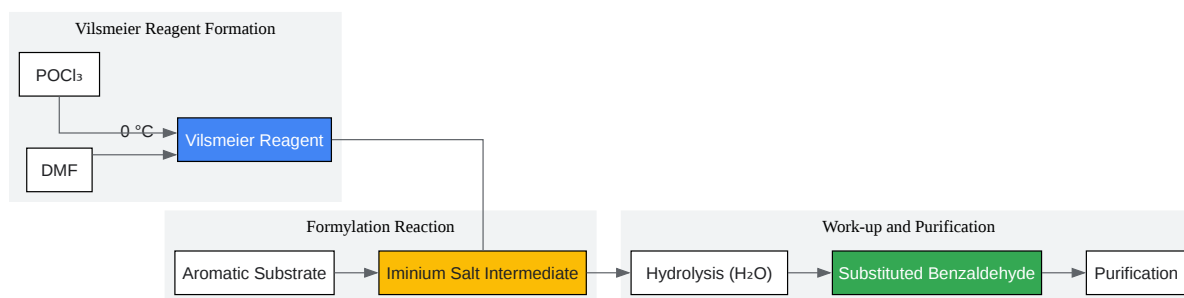 Vilsmeier Reagent Formation
POCl₃
0 °C
Vilsmeier Reagent
DMF
Formylation Reaction
Aromatic Substrate
Iminium Salt Intermediate
Work-up and Purification
Hydrolysis (H₂O)
Substituted Benzaldehyde
Purification